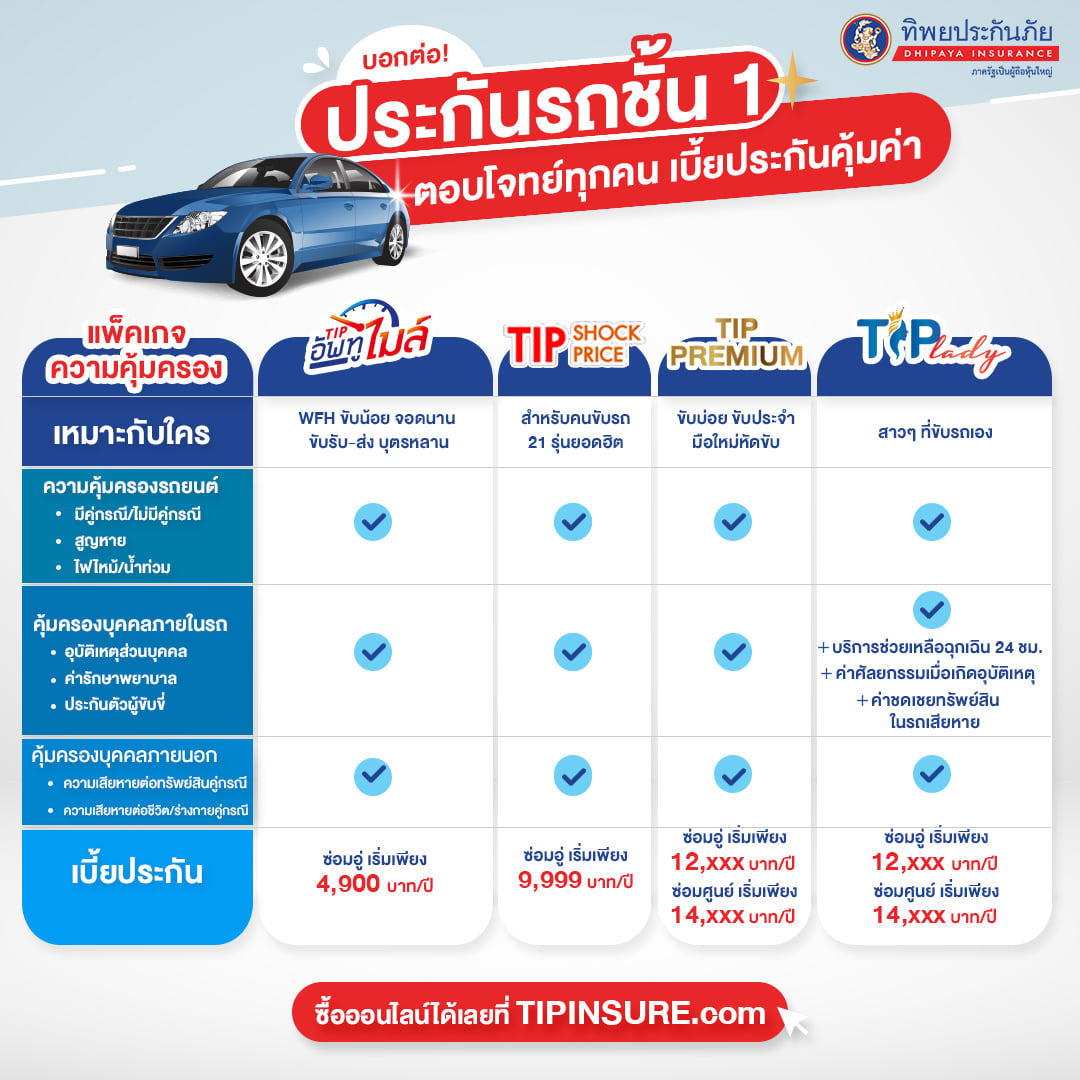 บอกต่อ!
ประกันรถชั้น 1
ตอบโจทย์ทุกคน เบี้ยประกันคุ้มค่า
ทิพยประกันภัย
DHIPAYA INSURANCE
ภาครัฐเป็นผู้ถือหุ้นใหญ่
แพ็คเกจ
ความคุ้มครอง
TIP
อัพทูไมล์
TIP SHOCK
PRICE
TIP
PREMIUM
TIP lady
เหมาะกับใคร
WFH ขับน้อย จอดนาน
ขับรับ-ส่ง บุตรหลาน
สำหรับคนขับรถ
21 รุ่นยอดฮิต
ขับบ่อย ขับประจำ
มือใหม่หัดขับ
สาวๆ ที่ขับรถเอง
ความคุ้มครองรถยนต์
• มีคู่กรณี/ไม่มีคู่กรณี
• สูญหาย
• ไฟไหม้/น้ำท่วม
คุ้มครองบุคคลภายในรถ
• อุบัติเหตุส่วนบุคคล
• ค่ารักษาพยาบาล
• ประกันตัวผู้ขับขี่
+ บริการช่วยเหลือฉุกเฉิน 24 ชม.
+ ค่าศัลยกรรมเมื่อเกิดอุบัติเหตุ
+ ค่าชดเชยทรัพย์สิน
ในรถเสียหาย
คุ้มครองบุคคลภายนอก
• ความเสียหายต่อทรัพย์สินคู่กรณี
• ความเสียหายต่อชีวิต/ร่างกายคู่กรณี
เบี้ยประกัน
ซ่อมอู่ เริ่มเพียง
4,900 บาท/ปี
ซ่อมอู่ เริ่มเพียง
9,999 บาท/ปี
ซ่อมอู่ เริ่มเพียง
12,xxx บาท/ปี
ซ่อมศูนย์ เริ่มเพียง
14,xxx บาท/ปี
ซ่อมอู่ เริ่มเพียง
12,xxx บาท/ปี
ซ่อมศูนย์ เริ่มเพียง
14,xxx บาท/ปี
ซื้อออนไลน์ได้เลยที่ TIPINSURE.com